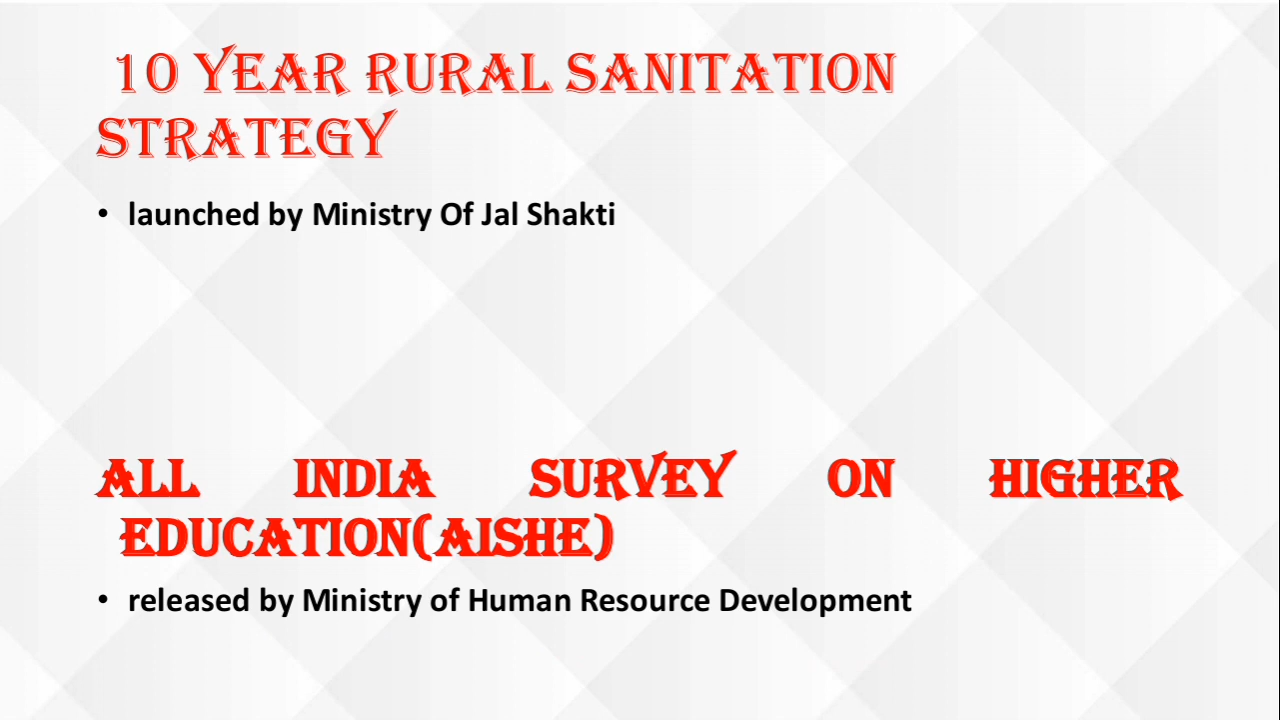 10 YEAR RURAL SANITATION
STRATEGY
• launched by Ministry Of Jal Shakti
ALL INDIA SURVEY ON HIGHER
EDUCATION(AISHE)
• released by Ministry of Human Resource Development